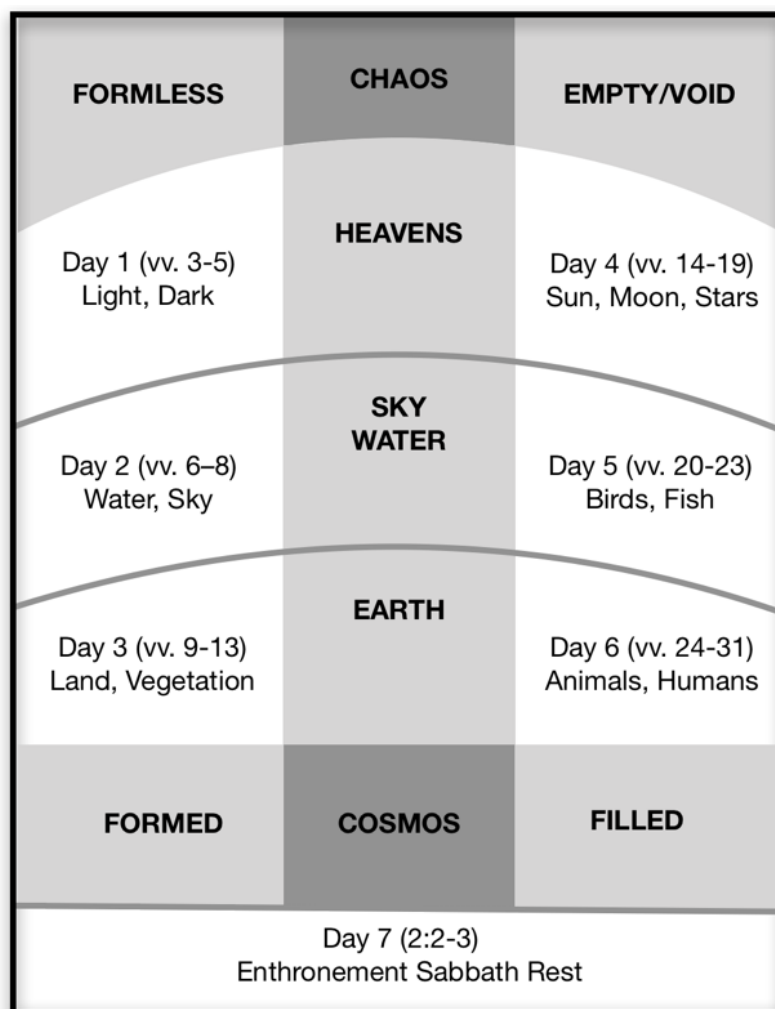 FORMLESS
CHAOS
EMPTY/VOID
HEAVENS
Day 1 (vv. 3-5)
Light, Dark
Day 4 (vv. 14-19)
Sun, Moon, Stars
SKY
WATER
Day 2 (vv. 6–8)
Water, Sky
Day 5 (vv. 20-23)
Birds, Fish
EARTH
Day 3 (vv. 9-13)
Land, Vegetation
Day 6 (vv. 24-31)
Animals, Humans
FORMED
COSMOS
FILLED
Day 7 (2:2-3)
Enthronement Sabbath Rest